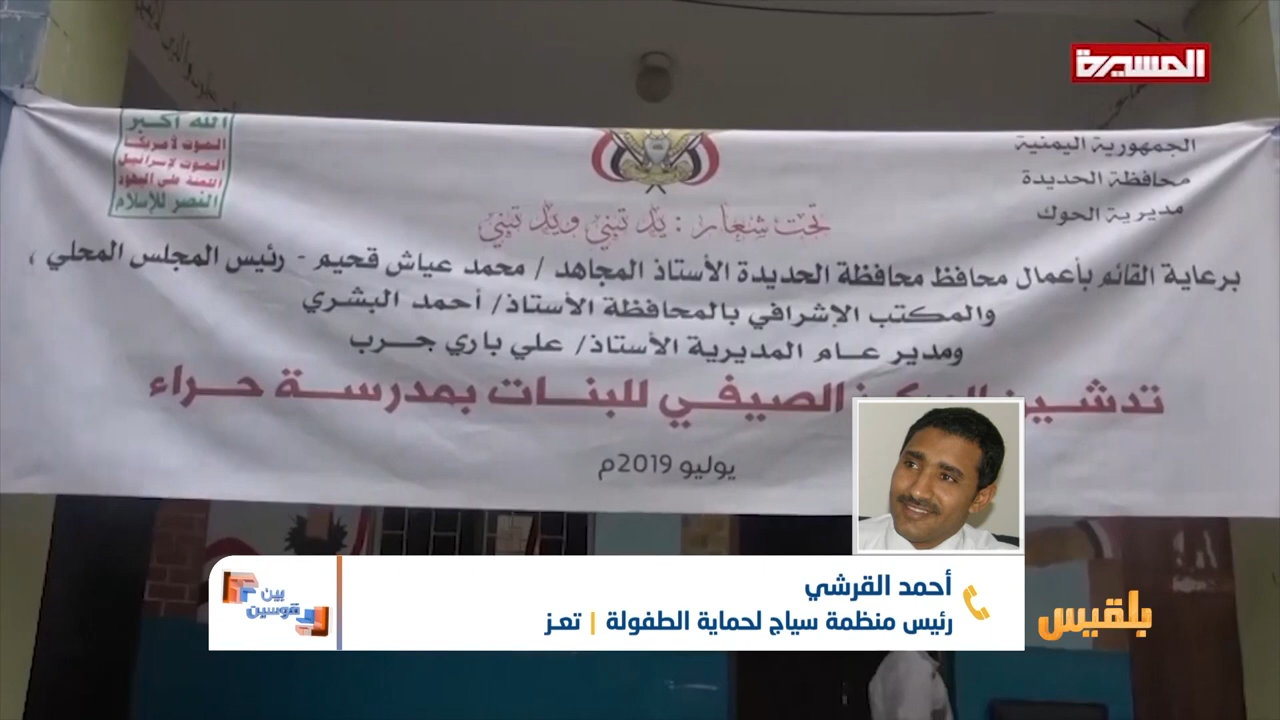 المسيرة
الله أكبر
الموت لأمريكا
الموت لإسرائيل
اللعنة على اليهود
النصر للإسلام
الجمهورية اليمنية
محافظة الحديدة
مديرية الحوك
تحت شعار : يد تبني ويد تبني
برعاية القائم بأعمال محافظ محافظة الحديدة الأستاذ المجاهد / محمد عياش قحيم - رئيس المجلس المحلي ،
والمكتب الإشرافي بالمحافظة الأستاذ/ أحمد البشري
ومدير عام المديرية الأستاذ/ علي باري جرب
تدشين المركز الصيفي للبنات بمدرسة حراء
يوليو 2019م
أحمد القرشي
رئيس منظمة سياج لحماية الطفولة | تعز
بين قوسين
بلقيس